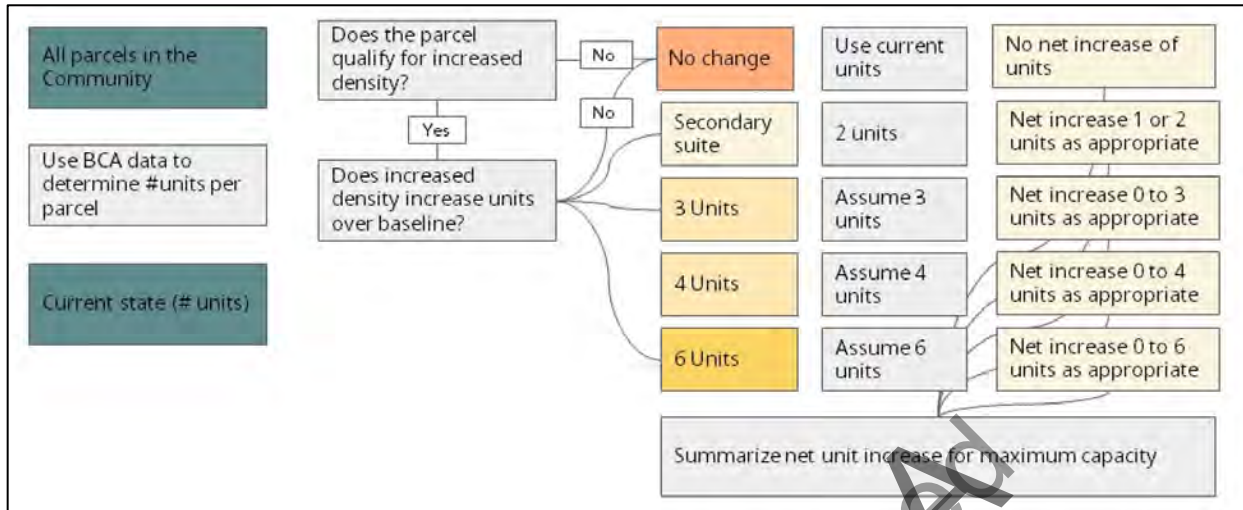 All parcels in the
Community
Use BCA data to
determine #units per
parcel
Current state (# units)
Does the parcel
qualify for increased
density?
No
Yes
No
Does increased
density increase units
over baseline?
No change
Use current
units
No net increase of
units
Secondary
suite
2 units
Net increase 1 or 2
units as appropriate
3 Units
Assume 3
units
Net increase 0 to 3
units as appropriate
4 Units
Assume 4
units
Net increase 0 to 4
units as appropriate
6 Units
Assume 6
units
Net increase 0 to 6
units as appropriate
Summarize net unit increase for maximum capacity